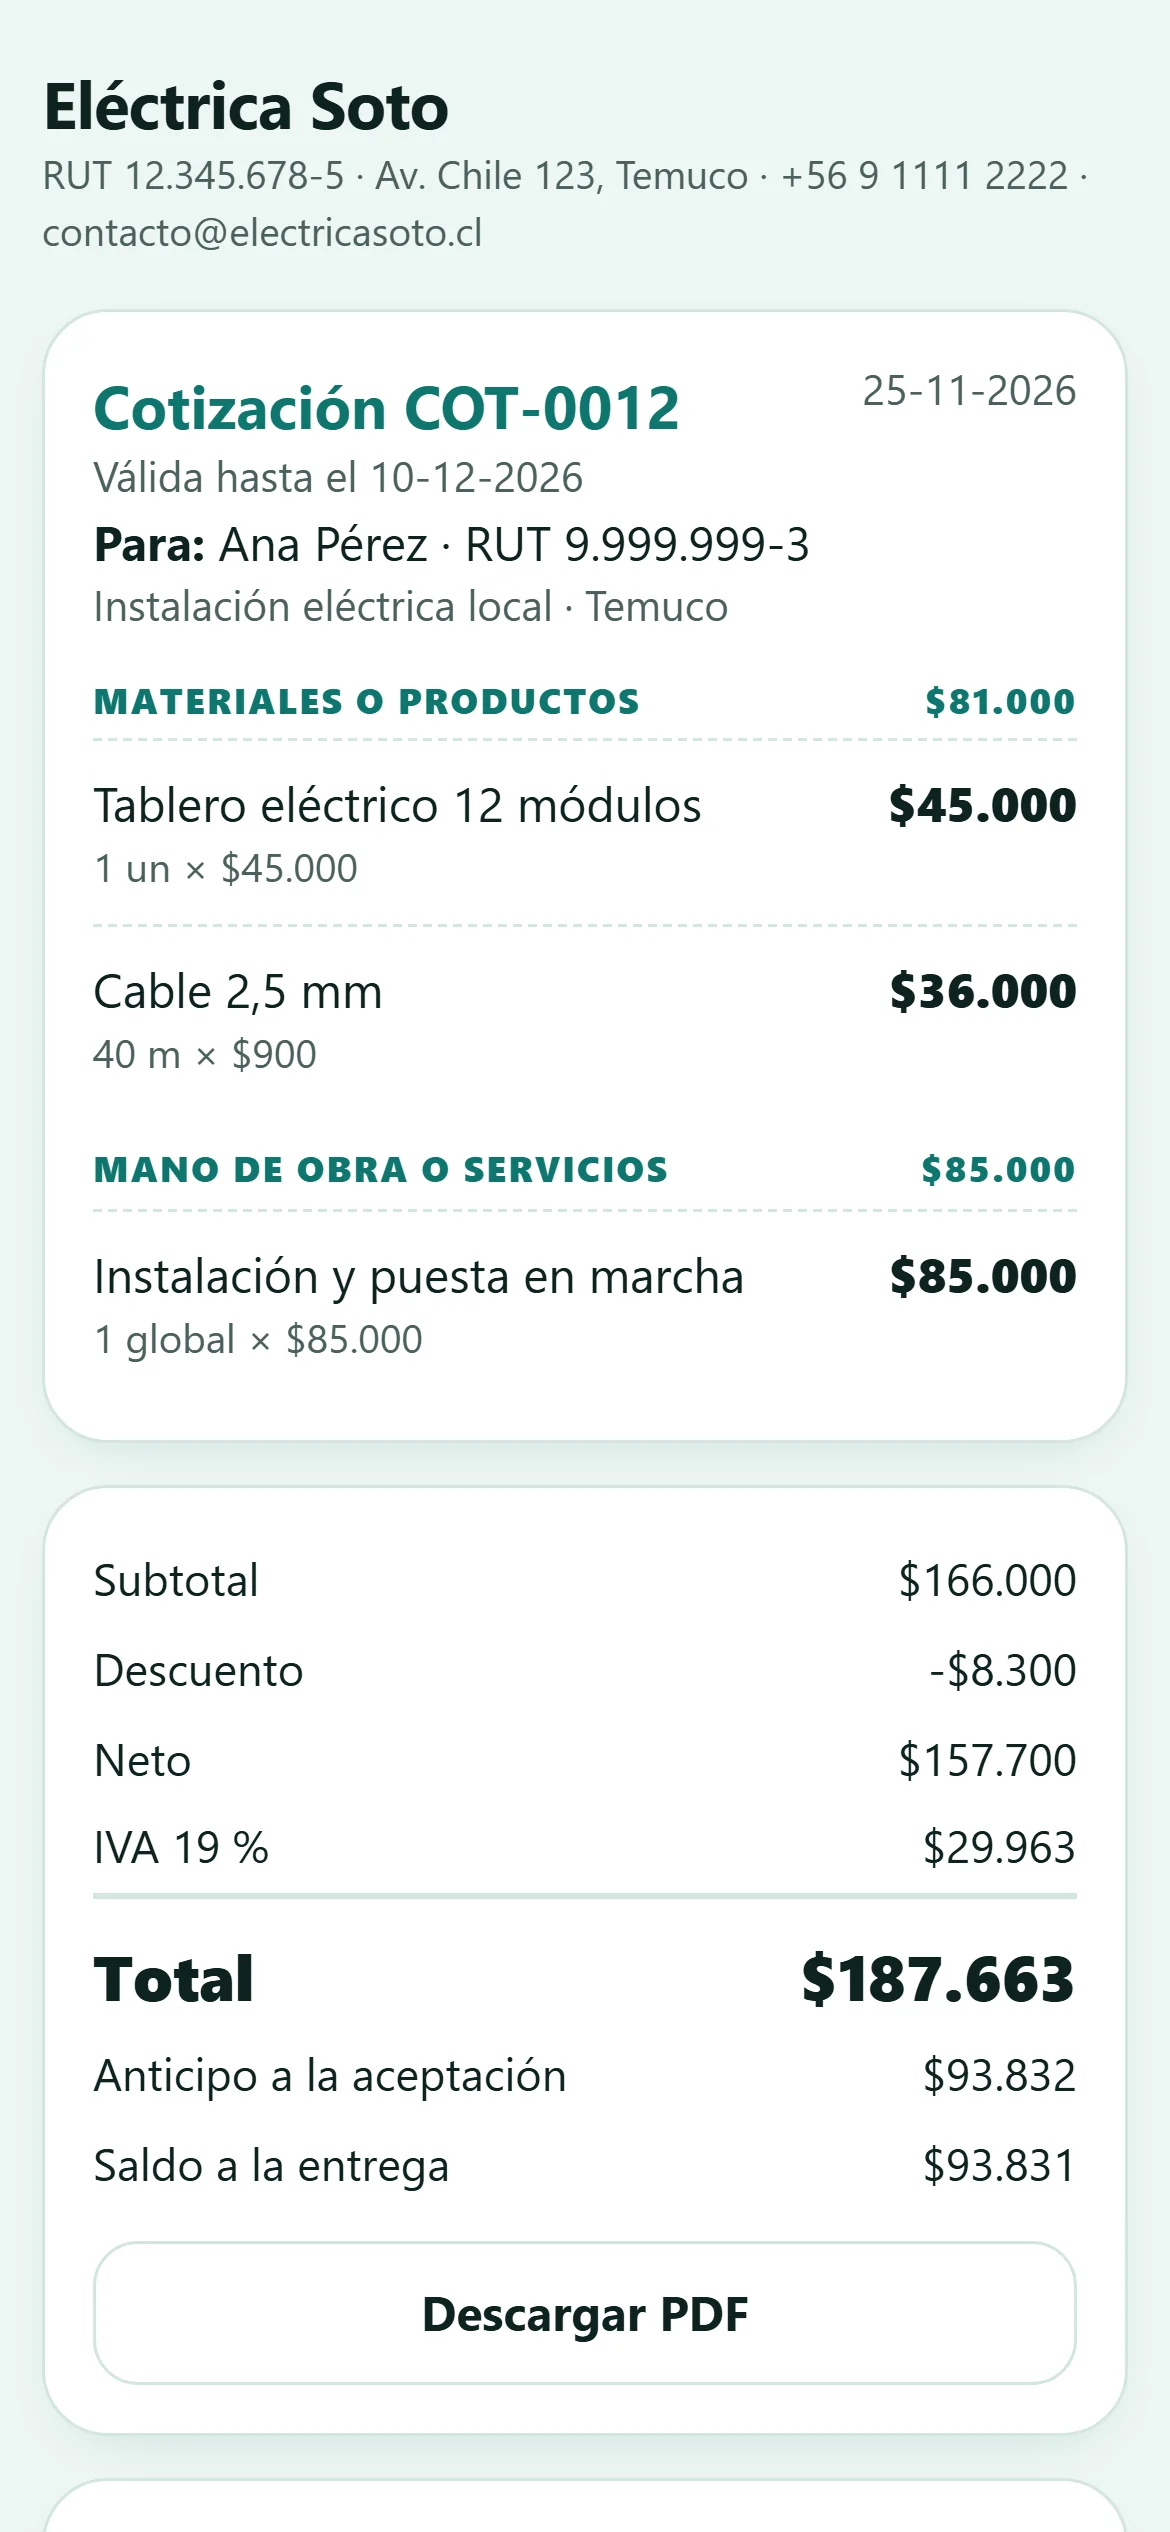 Eléctrica Soto
RUT 12.345.678-5 · Av. Chile 123, Temuco · +56 9 1111 2222 ·
contacto@electricasoto.cl
Cotización COT-0012 25-11-2026
Válida hasta el 10-12-2026
Para: Ana Pérez · RUT 9.999.999-3
Instalación eléctrica local · Temuco
MATERIALES O PRODUCTOS $81.000
Tablero eléctrico 12 módulos $45.000
1 un × $45.000
Cable 2,5 mm $36.000
40 m × $900
MANO DE OBRA O SERVICIOS $85.000
Instalación y puesta en marcha $85.000
1 global × $85.000
Subtotal $166.000
Descuento -$8.300
Neto $157.700
IVA 19 % $29.963
Total $187.663
Anticipo a la aceptación $93.832
Saldo a la entrega $93.831
Descargar PDF